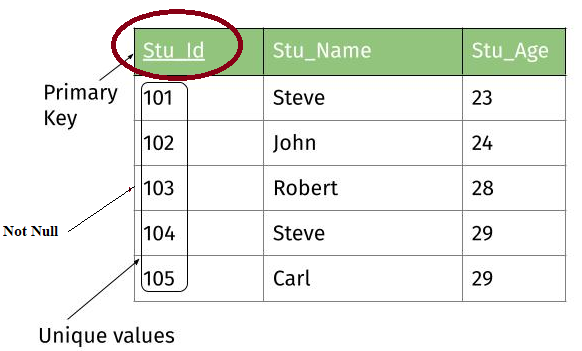 Stu_Id Stu_Name Stu_Age
Primary
Key
101 Steve 23
102 John 24
103 Robert 28
Not Null
104 Steve 29
105 Carl 29
Unique values